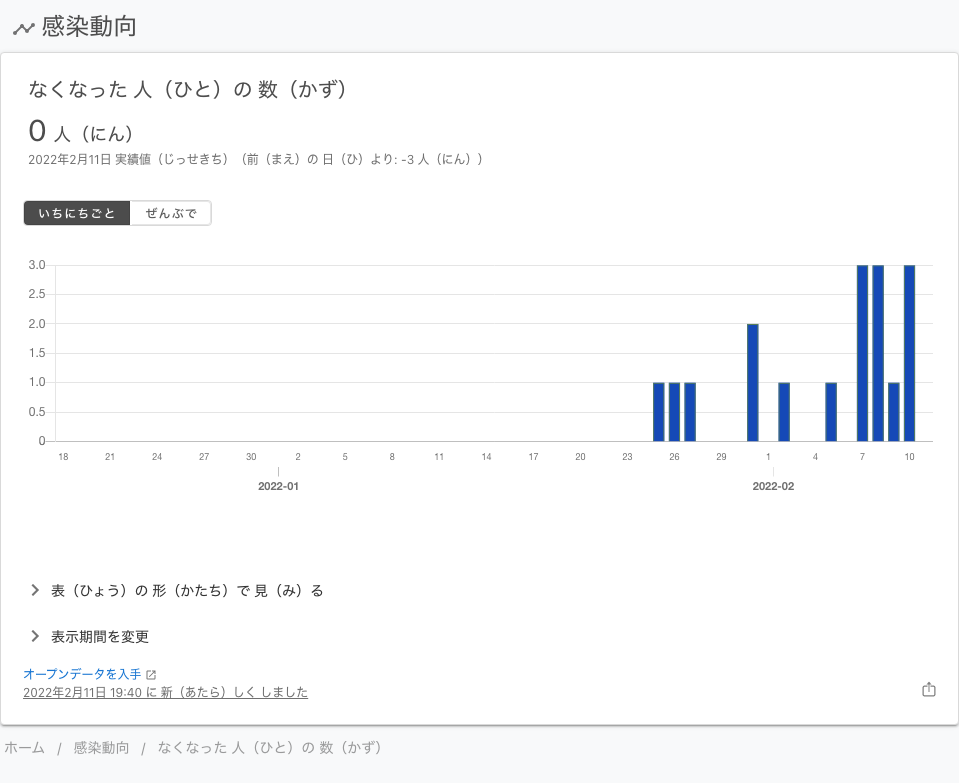 感染動向
なくなった 人（ひと）の 数（かず）
0 人（にん）
2022年2月11日 実績値（じっせきち）（前（まえ）の 日（ひ）より: -3 人（にん））
いちにちごと ぜんぶで
3.0
2.5
2.0
1.5
1.0
0.5
0
18 21 24 27 30 2 5 8 11 14 17 20 23 26 29 1 4 7 10
2022-01 2022-02
表（ひょう）の 形（かたち）で 見（み）る
表示期間を変更
オープンデータを入手
2022年2月11日 19:40 に 新（あたら）しく しました
ホーム / 感染動向 / なくなった 人（ひと）の 数（かず）